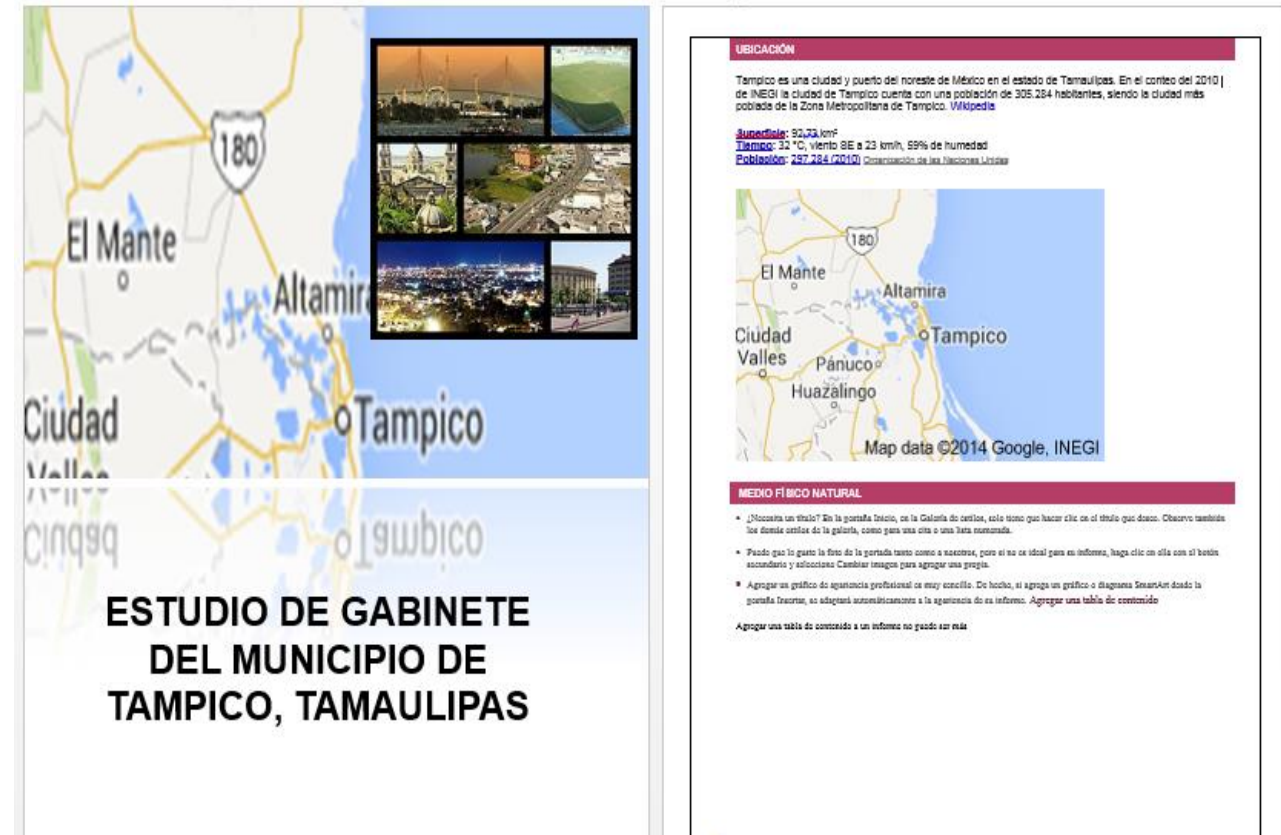 180
El Mante
Altamira
Ciudad
Valles
Tampico
ESTUDIO DE GABINETE
DEL MUNICIPIO DE
TAMPICO, TAMAULIPAS
UBICACIÓN
Tampico es una ciudad y puerto del noreste de México en el estado de Tamaulipas. En el conteo del 2010
de INEGI la ciudad de Tampico cuenta con una población de 305.284 habitantes, siendo la ciudad más
poblada de la Zona Metropolitana de Tampico. Wikipedia
Superficie: 92,73 km²
Tiempo: 32 °C, viento SE a 23 km/h, 59% de humedad
Población: 297.284 (2010) Organización de las Naciones Unidas
180
El Mante
Altamira
Ciudad
Valles
Tampico
Pánuco
Huazalingo
Map data ©2014 Google, INEGI
MEDIO FÍSICO NATURAL
• ¿Necesita un título? En la pestaña Inicio, en la Galería de estilos, solo tiene que hacer clic en el título que desee. Observe también
los demás estilos de la galería, como para una cita o una lista numerada.
• Puede que le guste la foto de la portada tanto como a nosotros, pero si no es ideal para su informe, haga clic en ella con el botón
secundario y seleccione Cambiar imagen para agregar una propia.
• Agregar un gráfico de apariencia profesional es muy sencillo. De hecho, si agrega un gráfico o diagrama SmartArt desde la
pestaña Insertar, se adaptará automáticamente a la apariencia de su informe. Agregar una tabla de contenido
Agregar una tabla de contenido a un informe no puede ser más